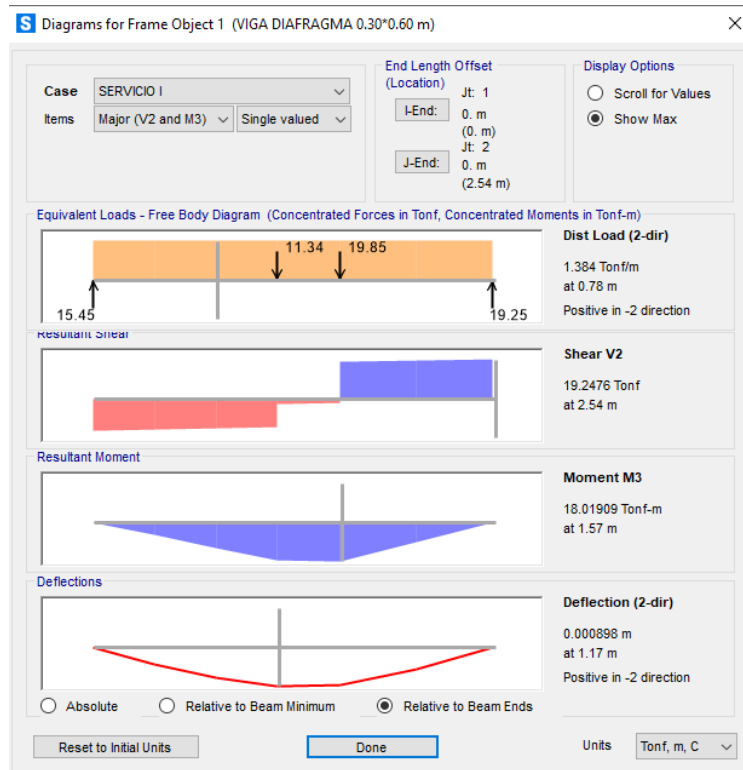 S Diagrams for Frame Object 1 (VIGA DIAFRAGMA 0.30*0.60 m)
Case SERVICIO I
Items Major (V2 and M3) Single valued
End Length Offset
(Location)
Jt: 1
I-End: 0. m
(0. m)
Jt: 2
J-End: 0. m
(2.54 m)
Display Options
Scroll for Values
Show Max
Equivalent Loads - Free Body Diagram (Concentrated Forces in Tonf, Concentrated Moments in Tonf-m)
11.34 19.85
15.45 19.25
Dist Load (2-dir)
1.384 Tonf/m
at 0.78 m
Positive in -2 direction
Resultant Shear
Shear V2
19.2476 Tonf
at 2.54 m
Resultant Moment
Moment M3
18.01909 Tonf-m
at 1.57 m
Deflections
Deflection (2-dir)
0.000898 m
at 1.17 m
Positive in -2 direction
Absolute Relative to Beam Minimum Relative to Beam Ends
Reset to Initial Units Done Units Tonf, m, C